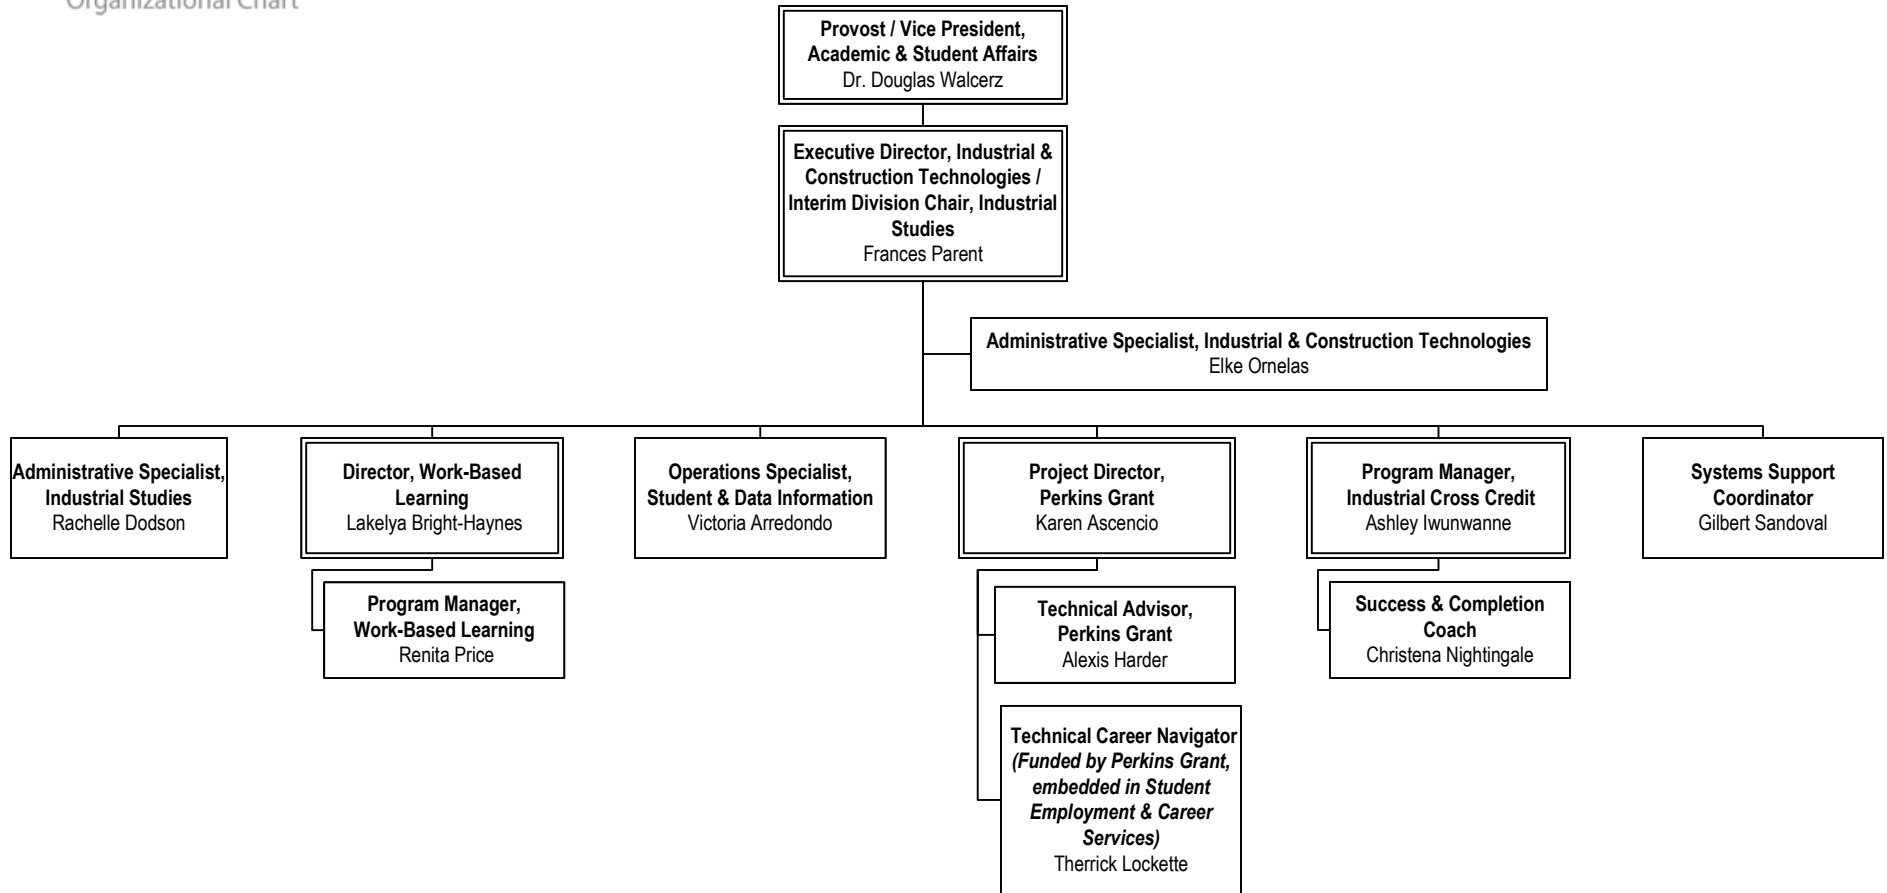 Organizational Chart
Provost / Vice President,
Academic & Student Affairs
Dr. Douglas Walcerz
Executive Director, Industrial &
Construction Technologies /
Interim Division Chair, Industrial
Studies
Frances Parent
Administrative Specialist, Industrial & Construction Technologies
Elke Ornelas
Administrative Specialist,
Industrial Studies
Rachelle Dodson
Director, Work-Based
Learning
Lakelya Bright-Haynes
Operations Specialist,
Student & Data Information
Victoria Arredondo
Project Director,
Perkins Grant
Karen Ascencio
Program Manager,
Industrial Cross Credit
Ashley Iwunwanne
Systems Support
Coordinator
Gilbert Sandoval
Program Manager,
Work-Based Learning
Renita Price
Technical Advisor,
Perkins Grant
Alexis Harder
Success & Completion
Coach
Christena Nightingale
Technical Career Navigator
(Funded by Perkins Grant,
embedded in Student
Employment & Career
Services)
Therrick Lockette